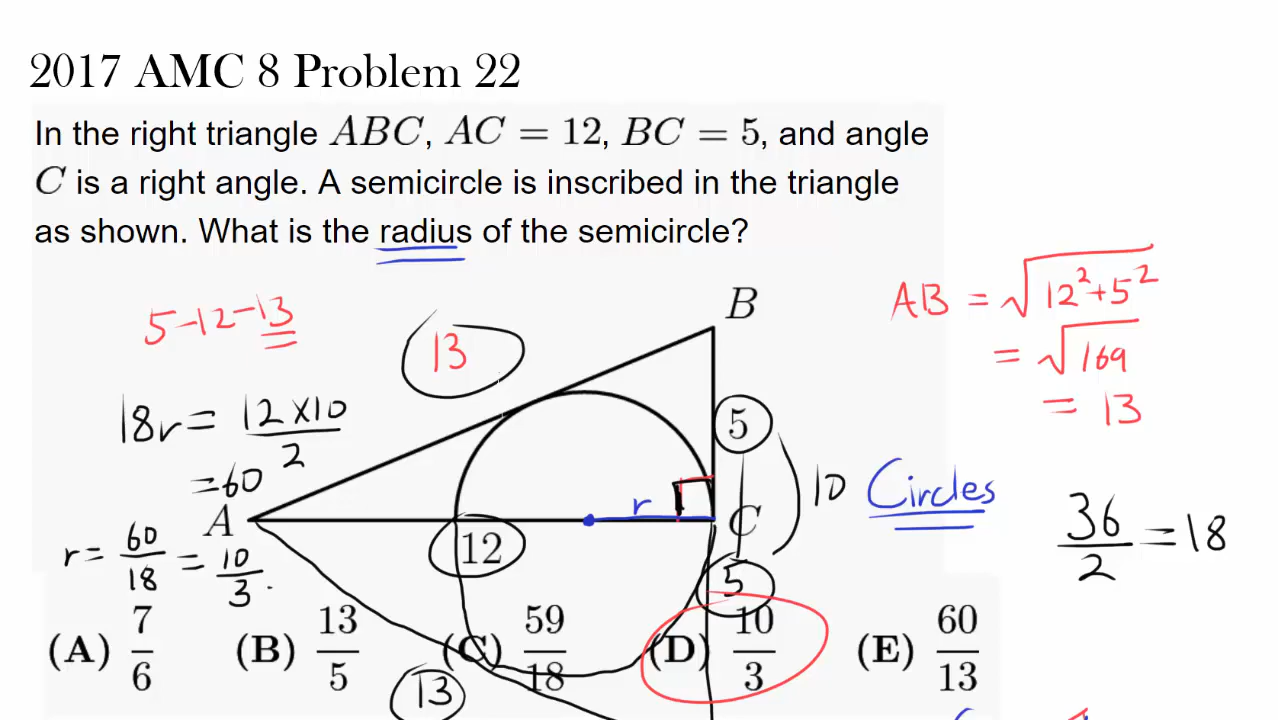 2017 AMC 8 Problem 22
In the right triangle ABC, AC = 12, BC = 5, and angle
C is a right angle. A semicircle is inscribed in the triangle
as shown. What is the radius of the semicircle?
5-12-13
13
B
AB = √12²+5²
= √169
= 13
18r = 12×10/2
= 60
5
10
Circles
36/2 = 18
r
A
C
12
5
r = 60/18 = 10/3.
(A) 7/6 (B) 13/5 (C) 59/18 (D) 10/3 (E) 60/13
13